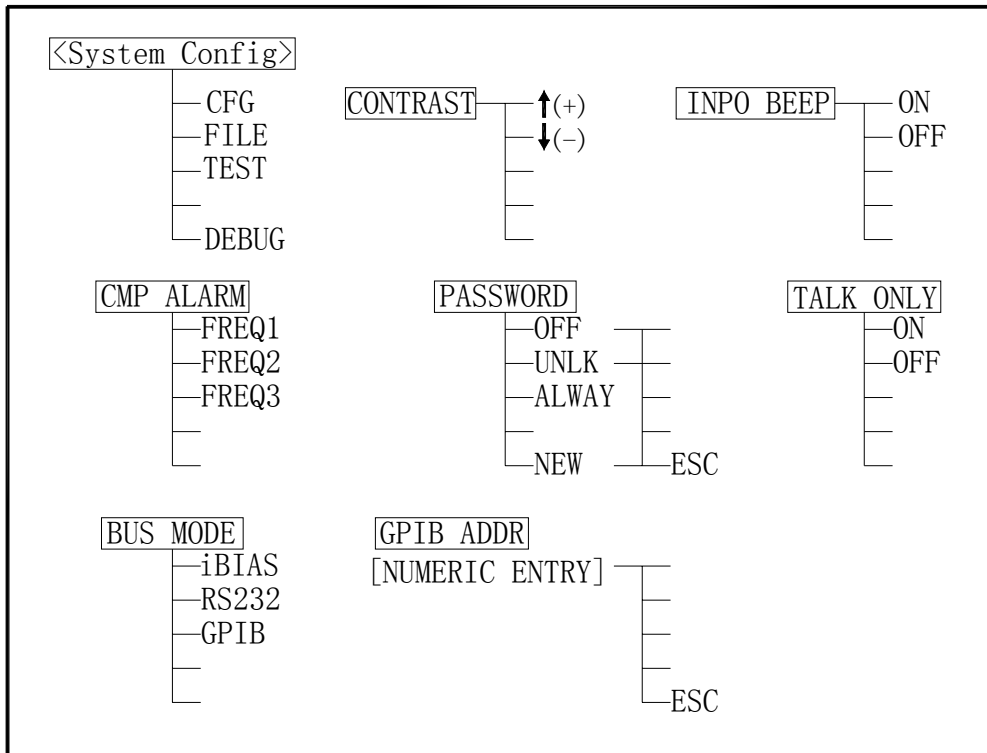 <System Config>
CFG
FILE
TEST
DEBUG
CONTRAST
↑(+)
↓(-)
INPO BEEP
ON
OFF
CMP ALARM
FREQ1
FREQ2
FREQ3
PASSWORD
OFF
UNLK
ALWAY
NEW
ESC
TALK ONLY
ON
OFF
BUS MODE
iBIAS
RS232
GPIB
GPIB ADDR
[NUMERIC ENTRY]
ESC